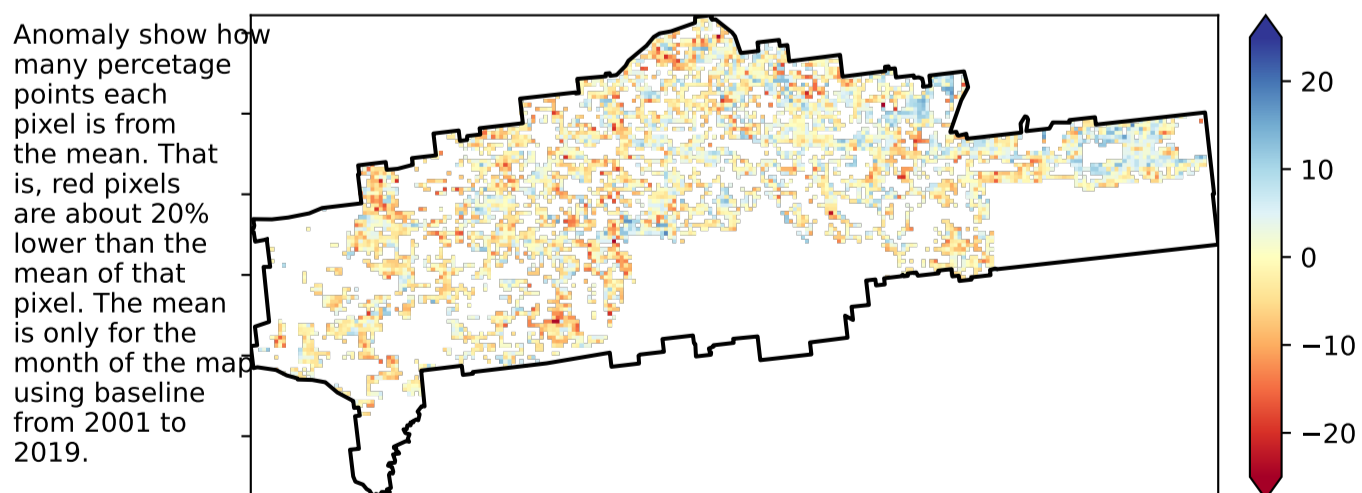 Anomaly show how
many percetage
points each
pixel is from
the mean. That
is, red pixels
are about 20%
lower than the
mean of that
pixel. The mean
is only for the
month of the map
using baseline
from 2001 to
2019.
20
10
0
−10
−20